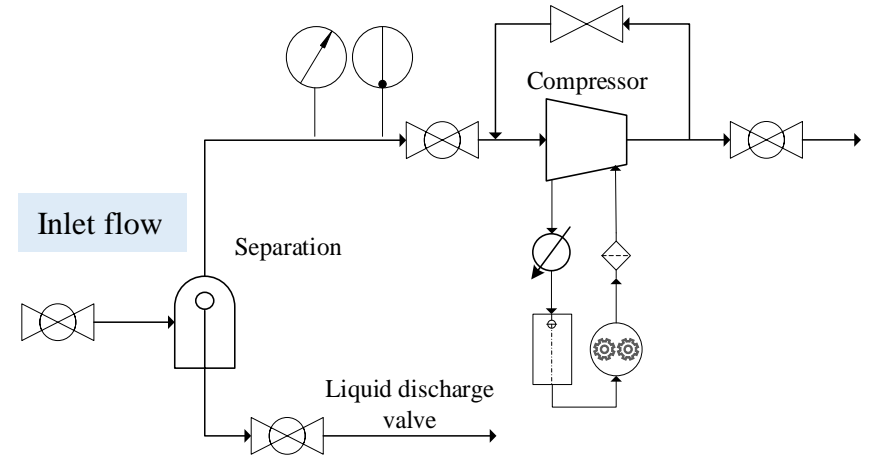 Compressor
Inlet flow
Separation
Liquid discharge
valve